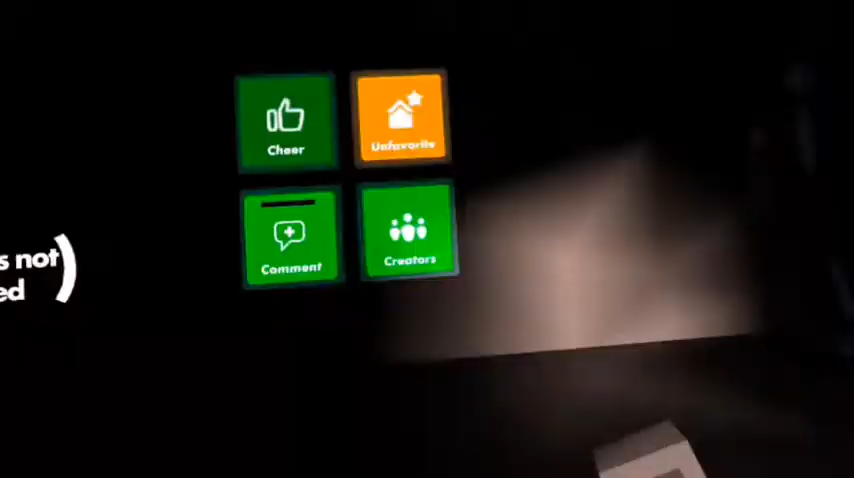 Cheer
Unfavorite
s not)
ed
Comment
Creators